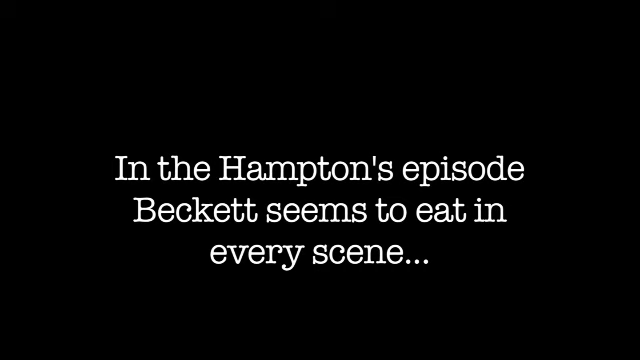 In the Hampton's episode
Beckett seems to eat in
every scene...